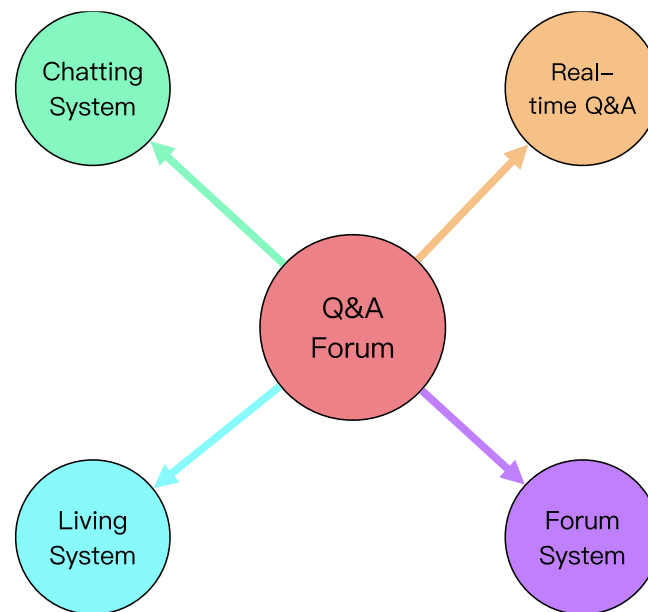 Chatting
System
Real-
time Q&A
Q&A
Forum
Living
System
Forum
System